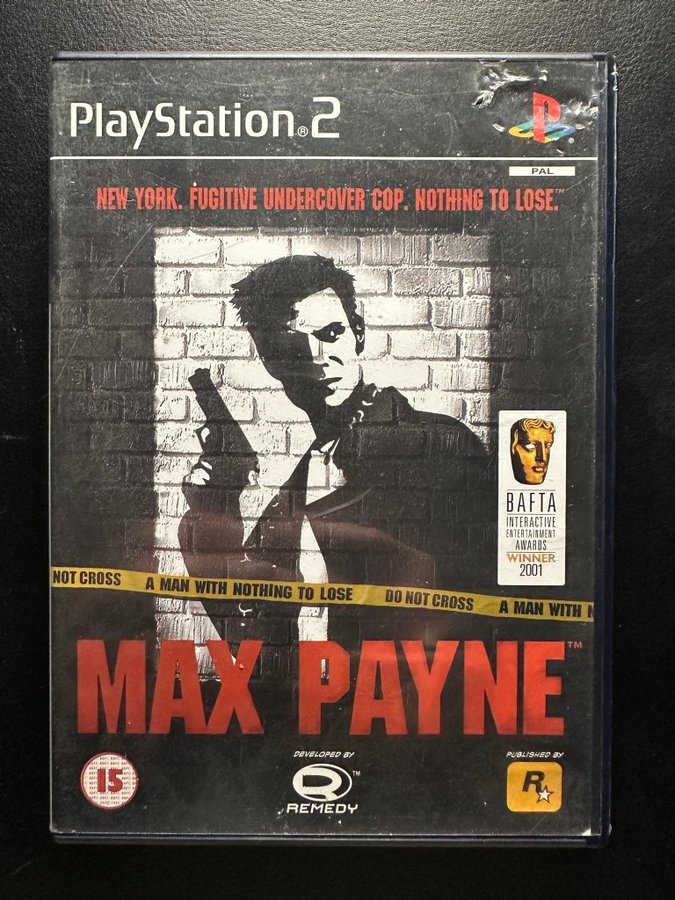 PlayStation®2
PAL
NEW YORK. FUGITIVE UNDERCOVER COP. NOTHING TO LOSE.™
BAFTA
INTERACTIVE
ENTERTAINMENT
AWARDS
WINNER
2001
NOT CROSS A MAN WITH NOTHING TO LOSE DO NOT CROSS A MAN WITH N
MAX PAYNE™
15
DEVELOPED BY
REMEDY™
PUBLISHED BY
R